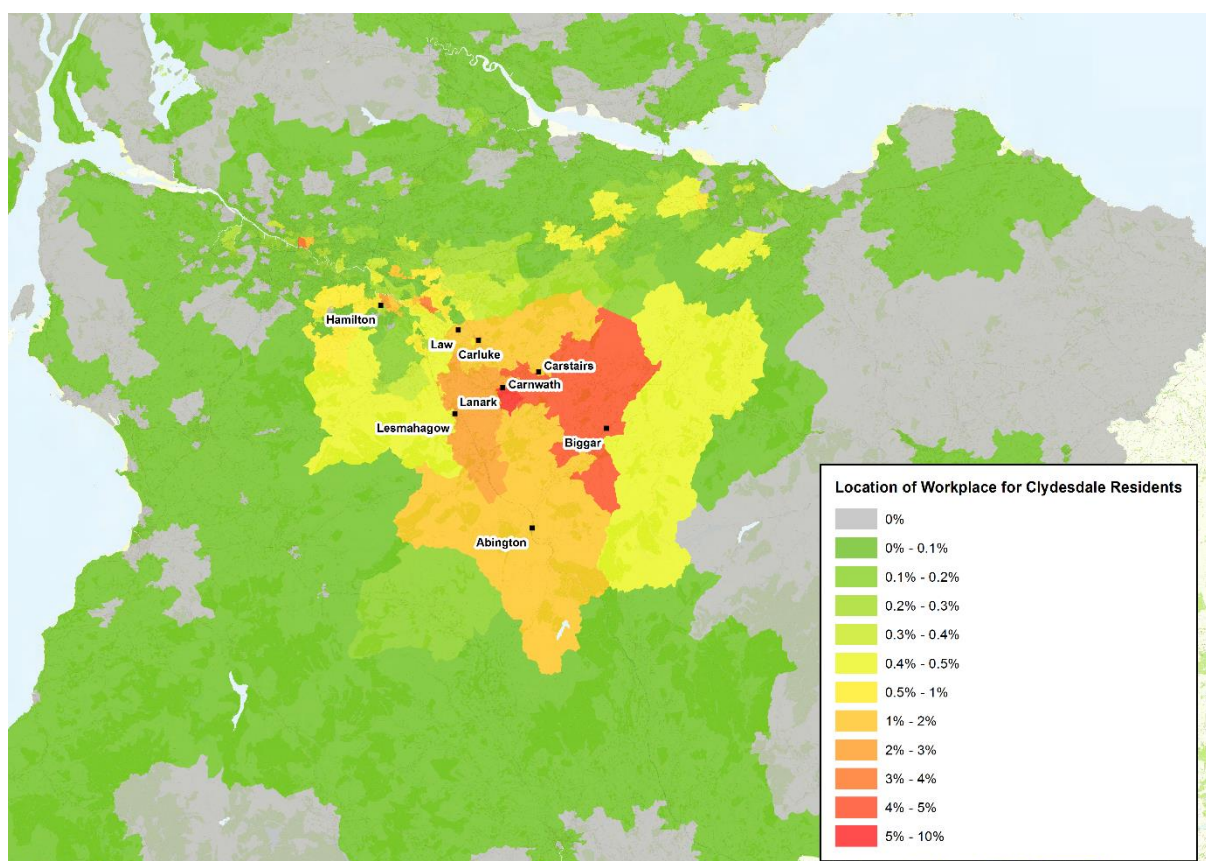 Hamilton
Law
Carluke
Carstairs
Carnwath
Lanark
Lesmahagow
Biggar
Abington
Location of Workplace for Clydesdale Residents
0%
0% - 0.1%
0.1% - 0.2%
0.2% - 0.3%
0.3% - 0.4%
0.4% - 0.5%
0.5% - 1%
1% - 2%
2% - 3%
3% - 4%
4% - 5%
5% - 10%